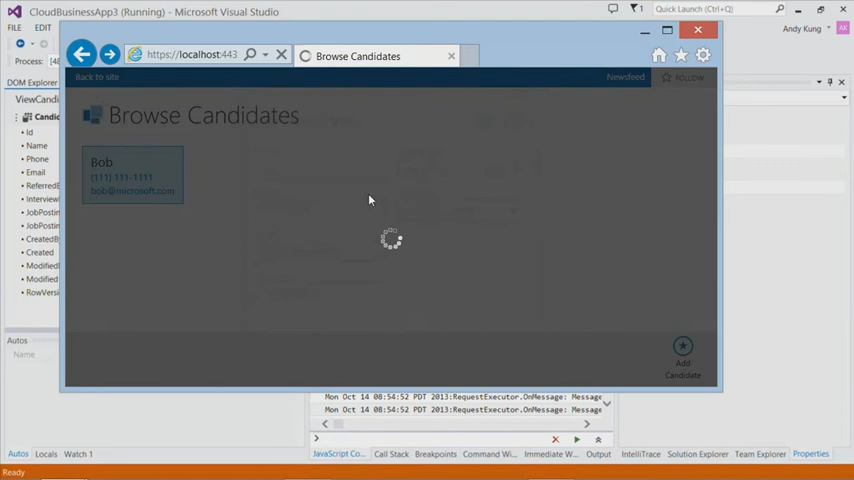 CloudBusinessApp3 (Running) - Microsoft Visual Studio
1
Quick Launch (Ctrl+Q)
FILE
EDIT
Andy Kung
AK
Process:
https://localhost:443
Browse Candidates
DOM Explorer
Back to site
Newsfeed
FOLLOW
Browse Candidates
Id
Name
Phone
Email
Created
RowVersi
Bob
(111) 111-1111
bob@microsoft.com
Add
Candidate
Autos
Name
Mon Oct 14 08:54:52 PDT 2013:RequestExecutor.OnMessage: Message
Mon Oct 14 08:54:52 PDT 2013:RequestExecutor.OnMessage: Message
Autos
Locals
Watch 1
JavaScript Co...
Call Stack
Breakpoints
Command Wi...
Immediate W...
Output
IntelliTrace
Solution Explorer
Team Explorer
Properties
Ready